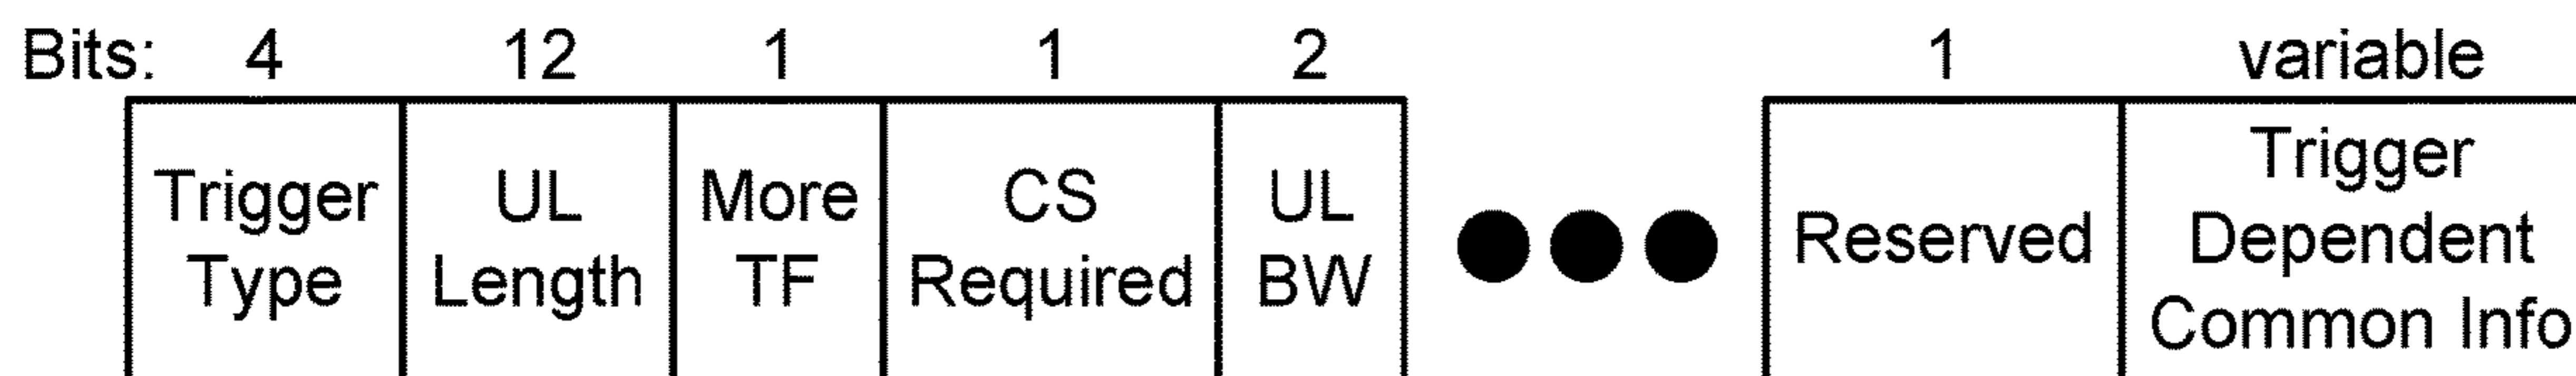 Bits: 4 12 1 1 2 1 variable
Trigger Type UL Length More TF CS Required UL BW Reserved Trigger Dependent Common Info